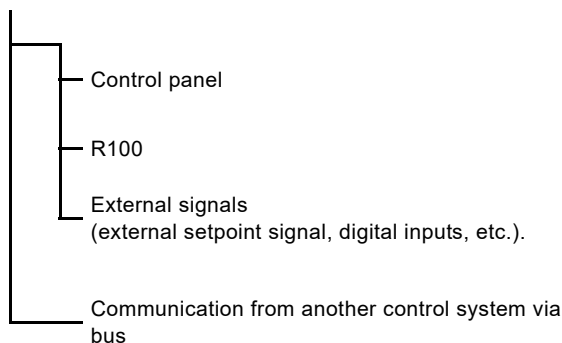 Control panel
R100
External signals
(external setpoint signal, digital inputs, etc.).
Communication from another control system via
bus